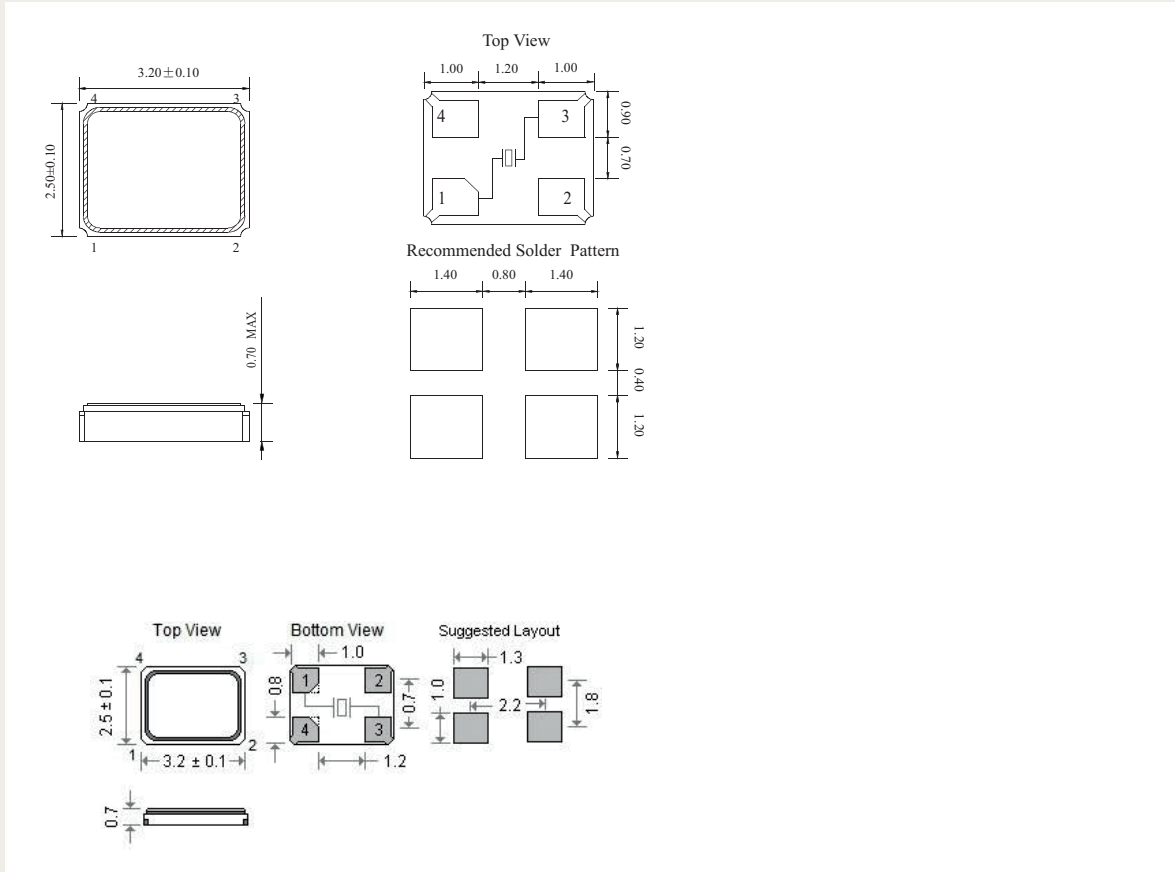 Top View
3.20±0.10
1.00 1.20 1.00
4 3
2.50±0.10
4 3
0.90
0.70
1 2
1 2
Recommended Solder Pattern
1.40 0.80 1.40
0.70 MAX
1.20
0.40
1.20
Top View
Bottom View
Suggested Layout
4 3
1.0
1.3
2.5 ± 0.1
0.8
1 2
0.7
1.0
2.2
1.8
4 3
1 2
3.2 ± 0.1
1.2
0.7